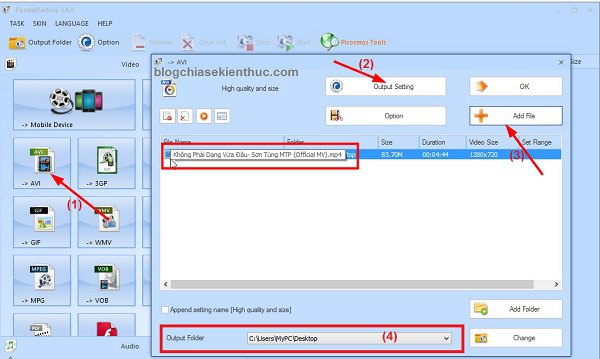 FormatFactory 3.6.0
TASK SKIN LANGUAGE HELP
Output Folder Option Remove Clear List Stop Start Picosmos Tools
Video
Size
(1)
-> Mobile Device
AVI
-> AVI
3GP
-> 3GP
GIF
-> GIF
WMV
-> WMV
MPEG
-> MPG
VOB
-> VOB
Audio
-> AVI
blogchiasekienthuc.com
(2)
High quality and size
Output Setting
OK
Option
Add File
(3)
File Name Folder Size Duration Video Size Set Range
Không Phải Dạng Vừa Đâu- Sơn Tùng MTP [Official MV].mp4 top 83.70M 00:04:44 1280x720
Append setting name [High quality and size]
Add Folder
Output Folder C:\Users\MyPC\Desktop (4)
Change